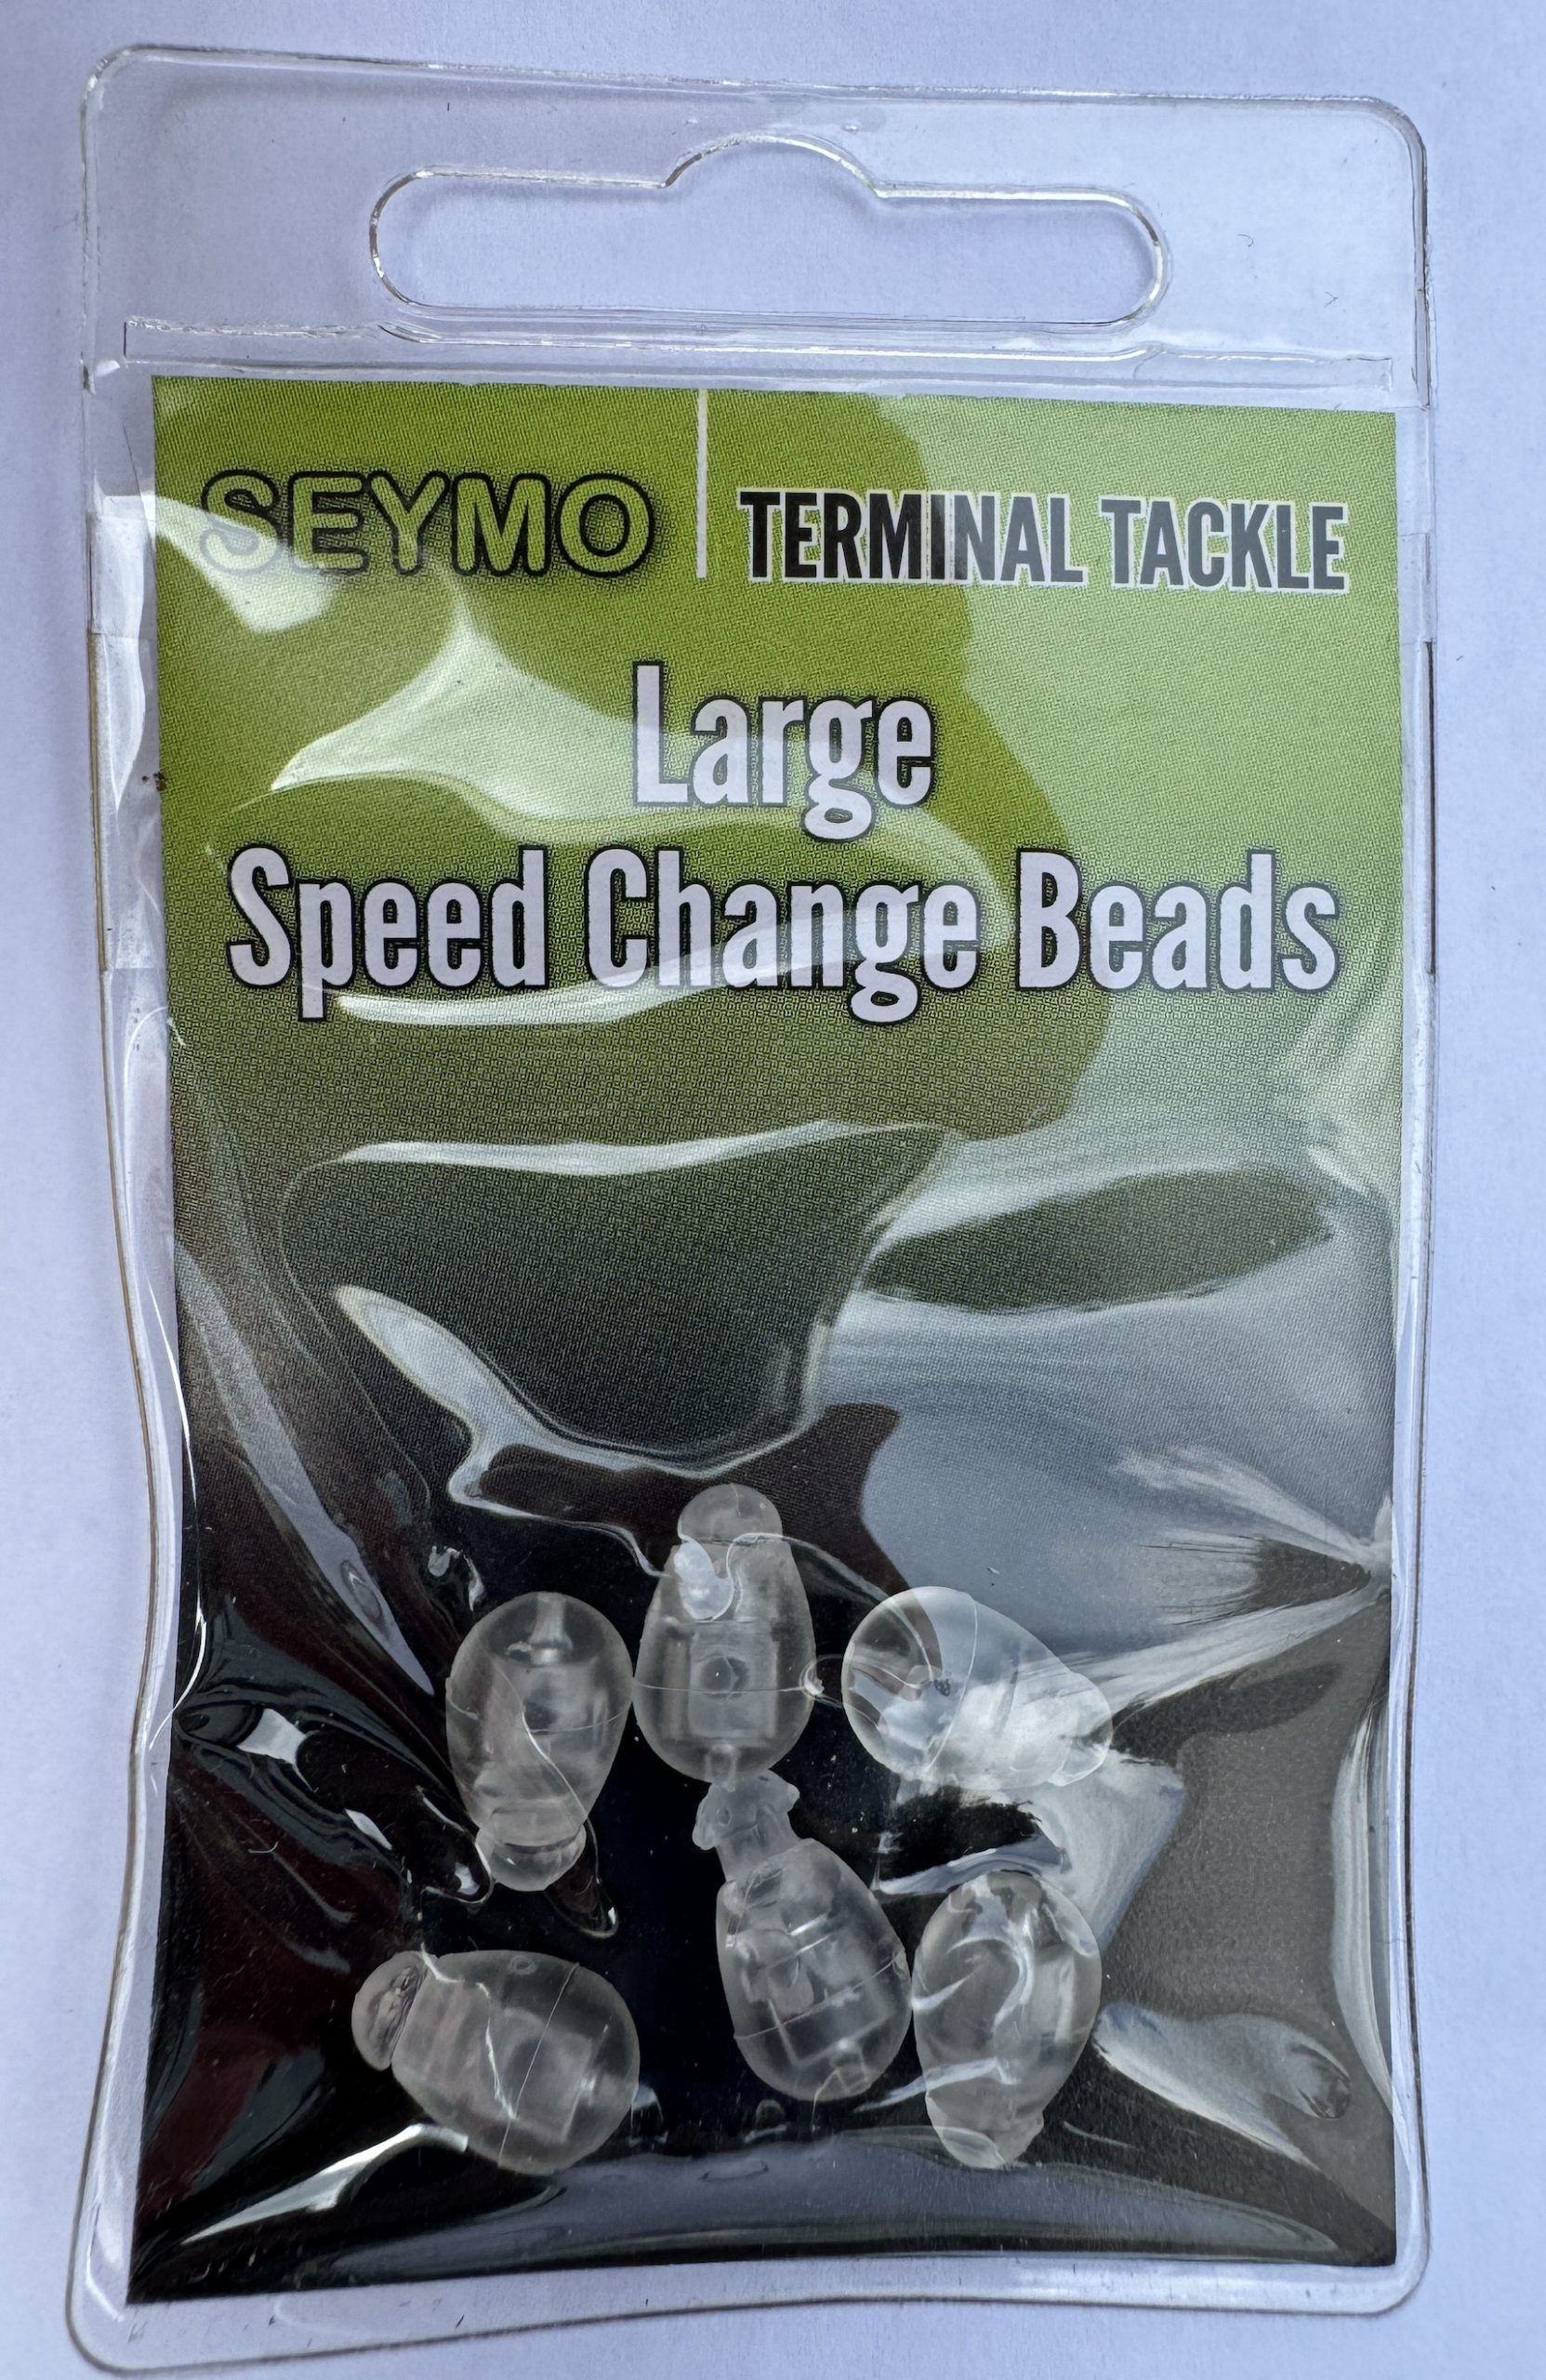 SEYMO | TERMINAL TACKLE
Large
Speed Change Beads